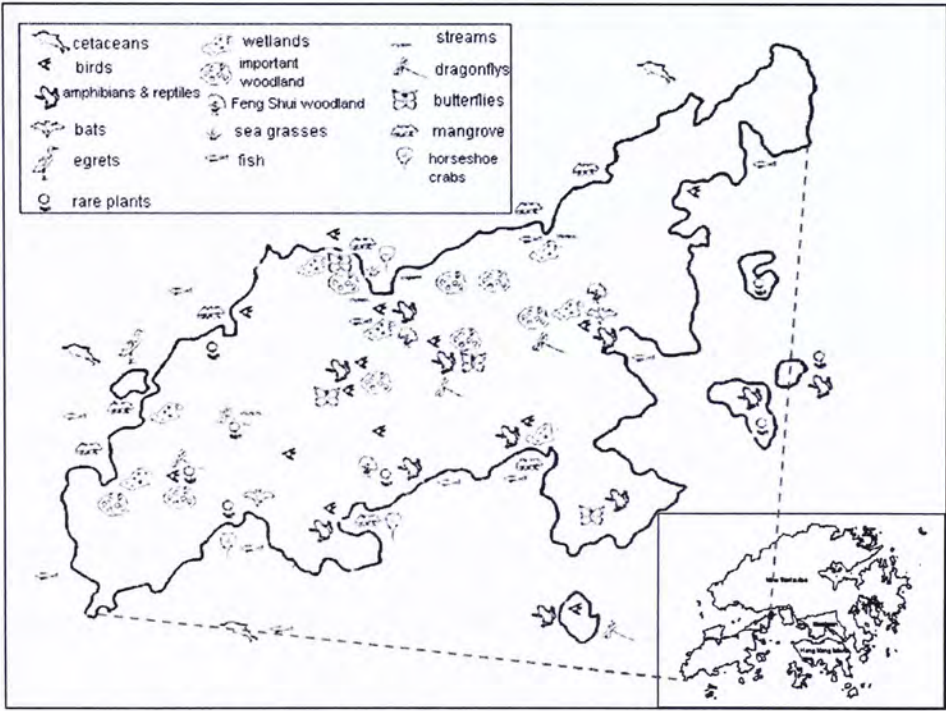 cetaceans
birds
amphibians & reptiles
bats
egrets
rare plants
wetlands
important
woodland
Feng Shui woodland
sea grasses
fish
streams
dragonflys
butterflies
mangrove
horseshoe
crabs